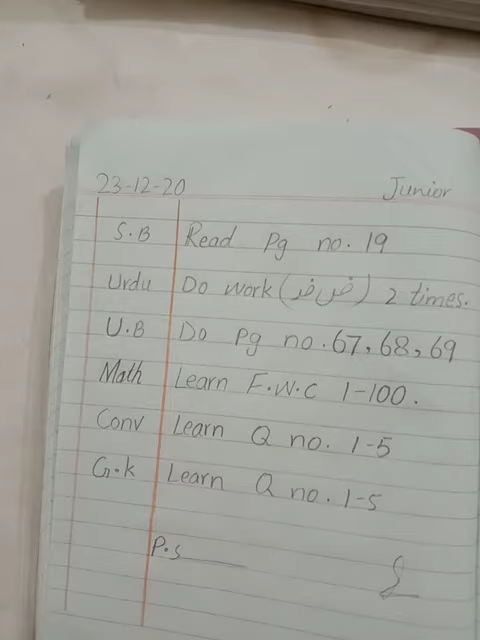 23-12-20 Junior
S.B Read Pg no. 19
Urdu Do work (ض ض) 2 times.
U.B Do Pg no. 67, 68, 69
Math Learn F.W.C 1-100.
Conv Learn Q no. 1-5
G.k Learn Q no. 1-5
P.S